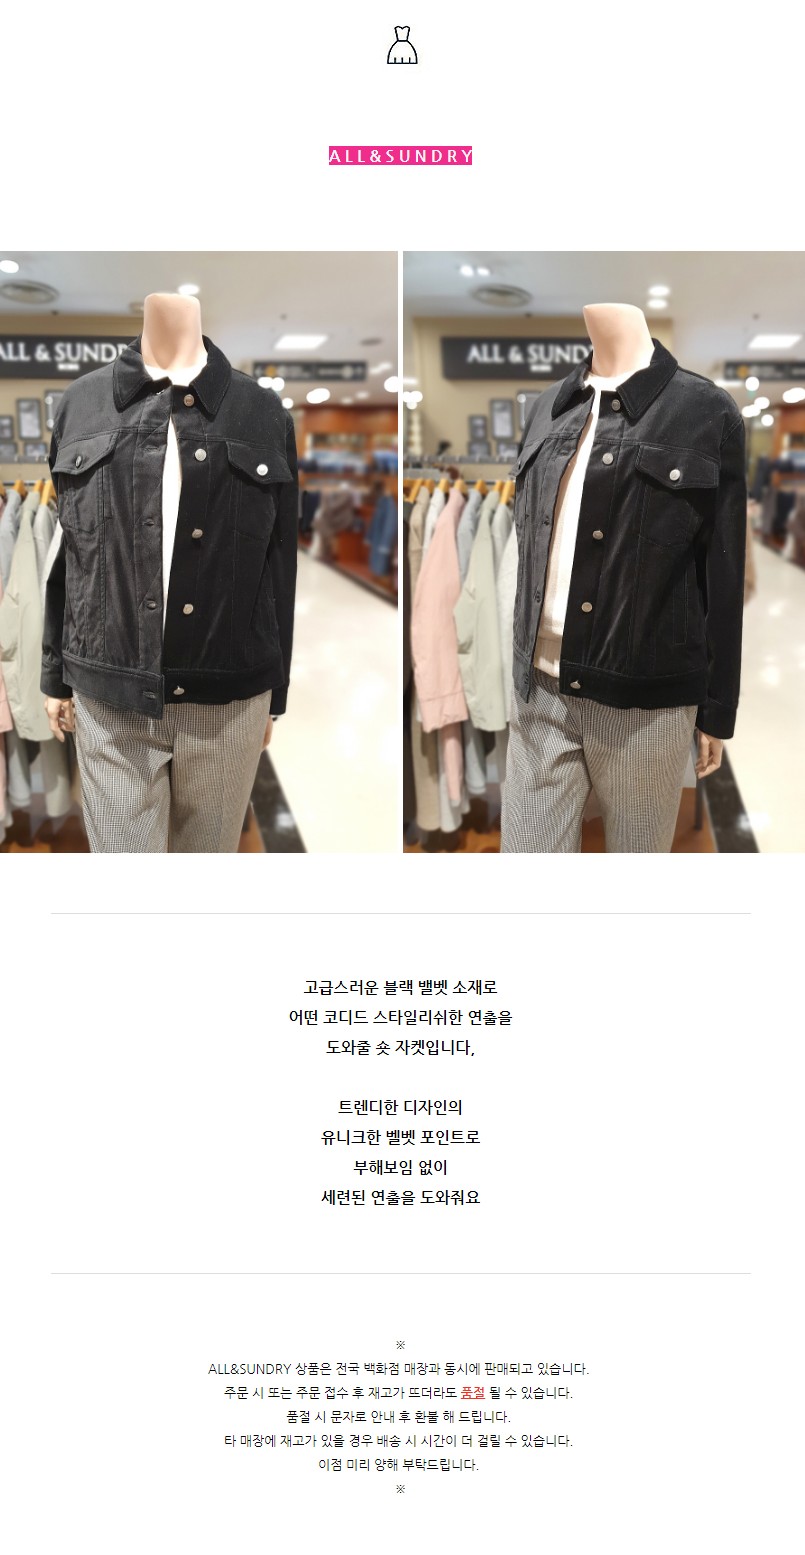 ALL&SUNDRY
ALL & SUNDR
ALL & SUND
고급스러운 블랙 밸벳 소재로
어떤 코디드 스타일리쉬한 연출을
도와줄 숏 자켓입니다,
트렌디한 디자인의
유니크한 벨벳 포인트로
부해보임 없이
세련된 연출을 도와줘요
※
ALL&SUNDRY 상품은 전국 백화점 매장과 동시에 판매되고 있습니다.
주문 시 또는 주문 접수 후 재고가 뜨더라도 품절 될 수 있습니다.
품절 시 문자로 안내 후 환불 해 드립니다.
타 매장에 재고가 있을 경우 배송 시 시간이 더 걸릴 수 있습니다.
이점 미리 양해 부탁드립니다.
※